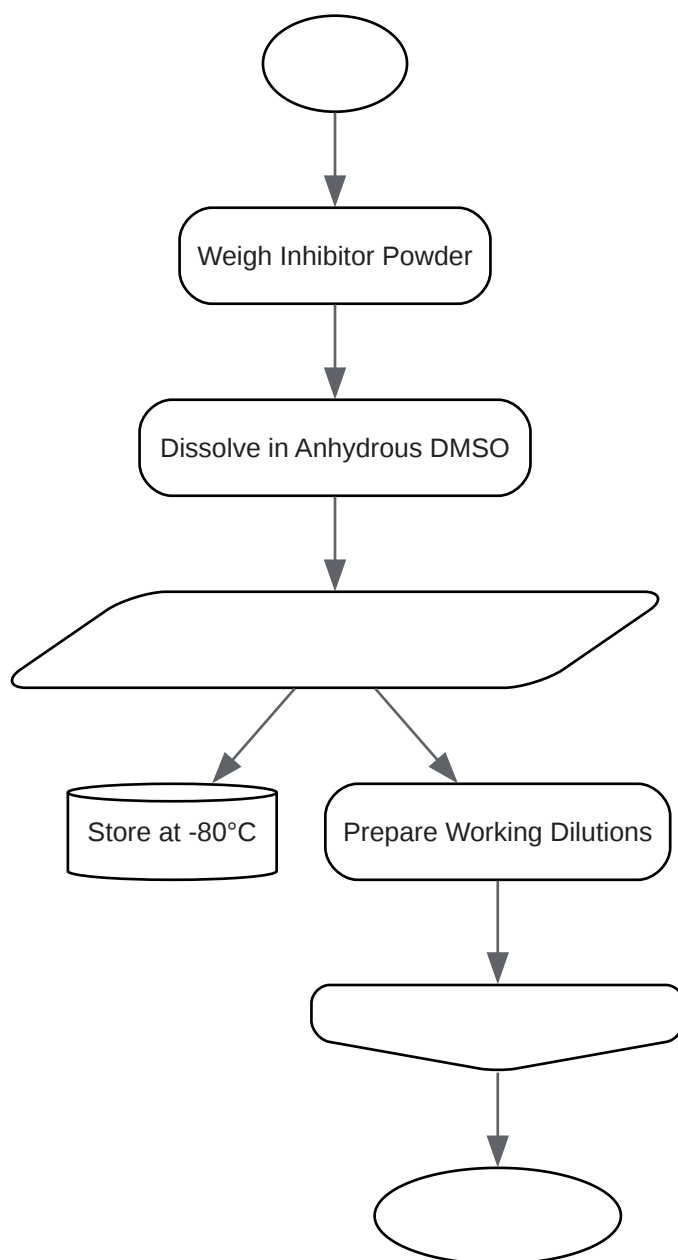 Weigh Inhibitor Powder
Dissolve in Anhydrous DMSO
Store at -80°C
Prepare Working Dilutions